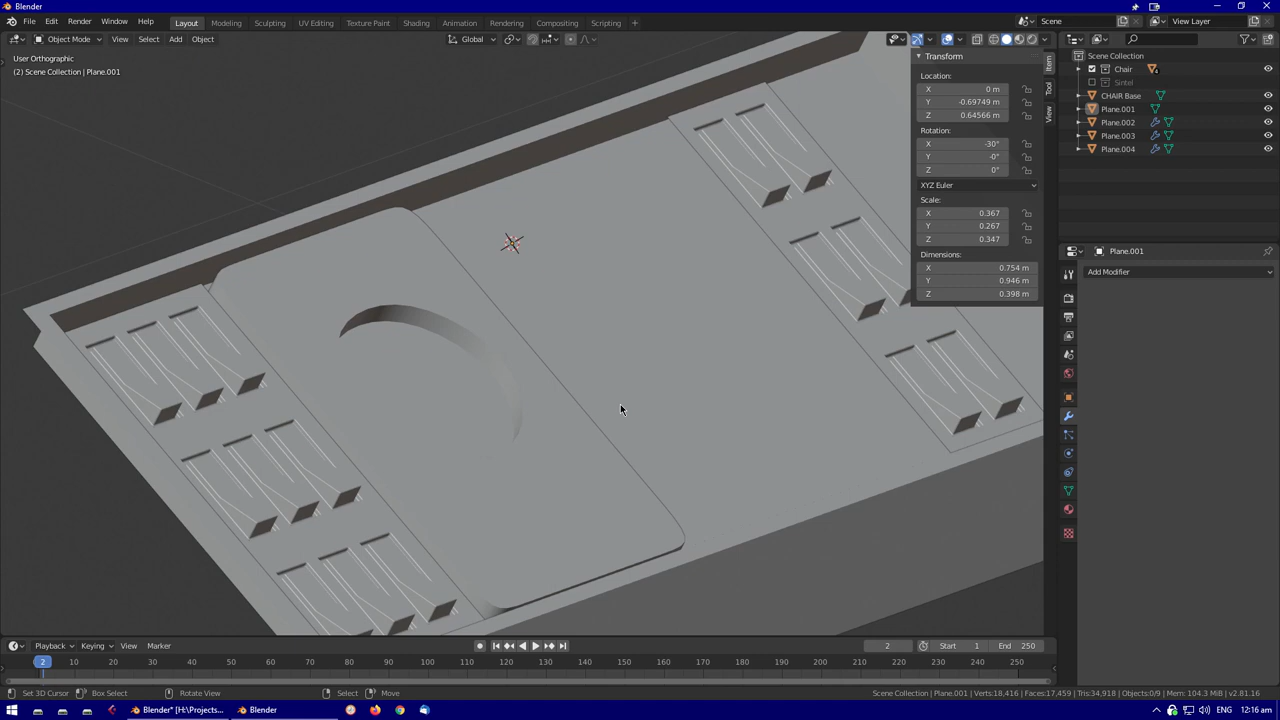 Blender
File Edit Render Window Help Layout Modeling Sculpting UV Editing Texture Paint Shading Animation Rendering Compositing Scripting + Scene View Layer
Object Mode View Select Add Object Global
User Orthographic
(2) Scene Collection | Plane.001
Transform
Location:
X 0 m
Y -0.69749 m
Z 0.64566 m
Rotation:
X -30°
Y -0°
Z 0°
XYZ Euler
Scale:
X 0.367
Y 0.267
Z 0.347
Dimensions:
X 0.754 m
Y 0.946 m
Z 0.398 m
Item
Tool
View
Scene Collection
Chair
Sintel
CHAIR Base
Plane.001
Plane.002
Plane.003
Plane.004
Plane.001
Add Modifier
Playback Keying View Marker 2 Start 1 End 250
2 10 20 30 40 50 60 70 80 90 100 110 120 130 140 150 160 170 180 190 200 210 220 230 240 250
Set 3D Cursor Box Select Rotate View Select Move Scene Collection | Plane.001 | Verts:18,416 | Faces:17,459 | Tris:34,918 | Objects:0/9 | Mem: 104.3 MiB | v2.81.16
Blender* [H:\Projects... Blender ENG 12:16 am